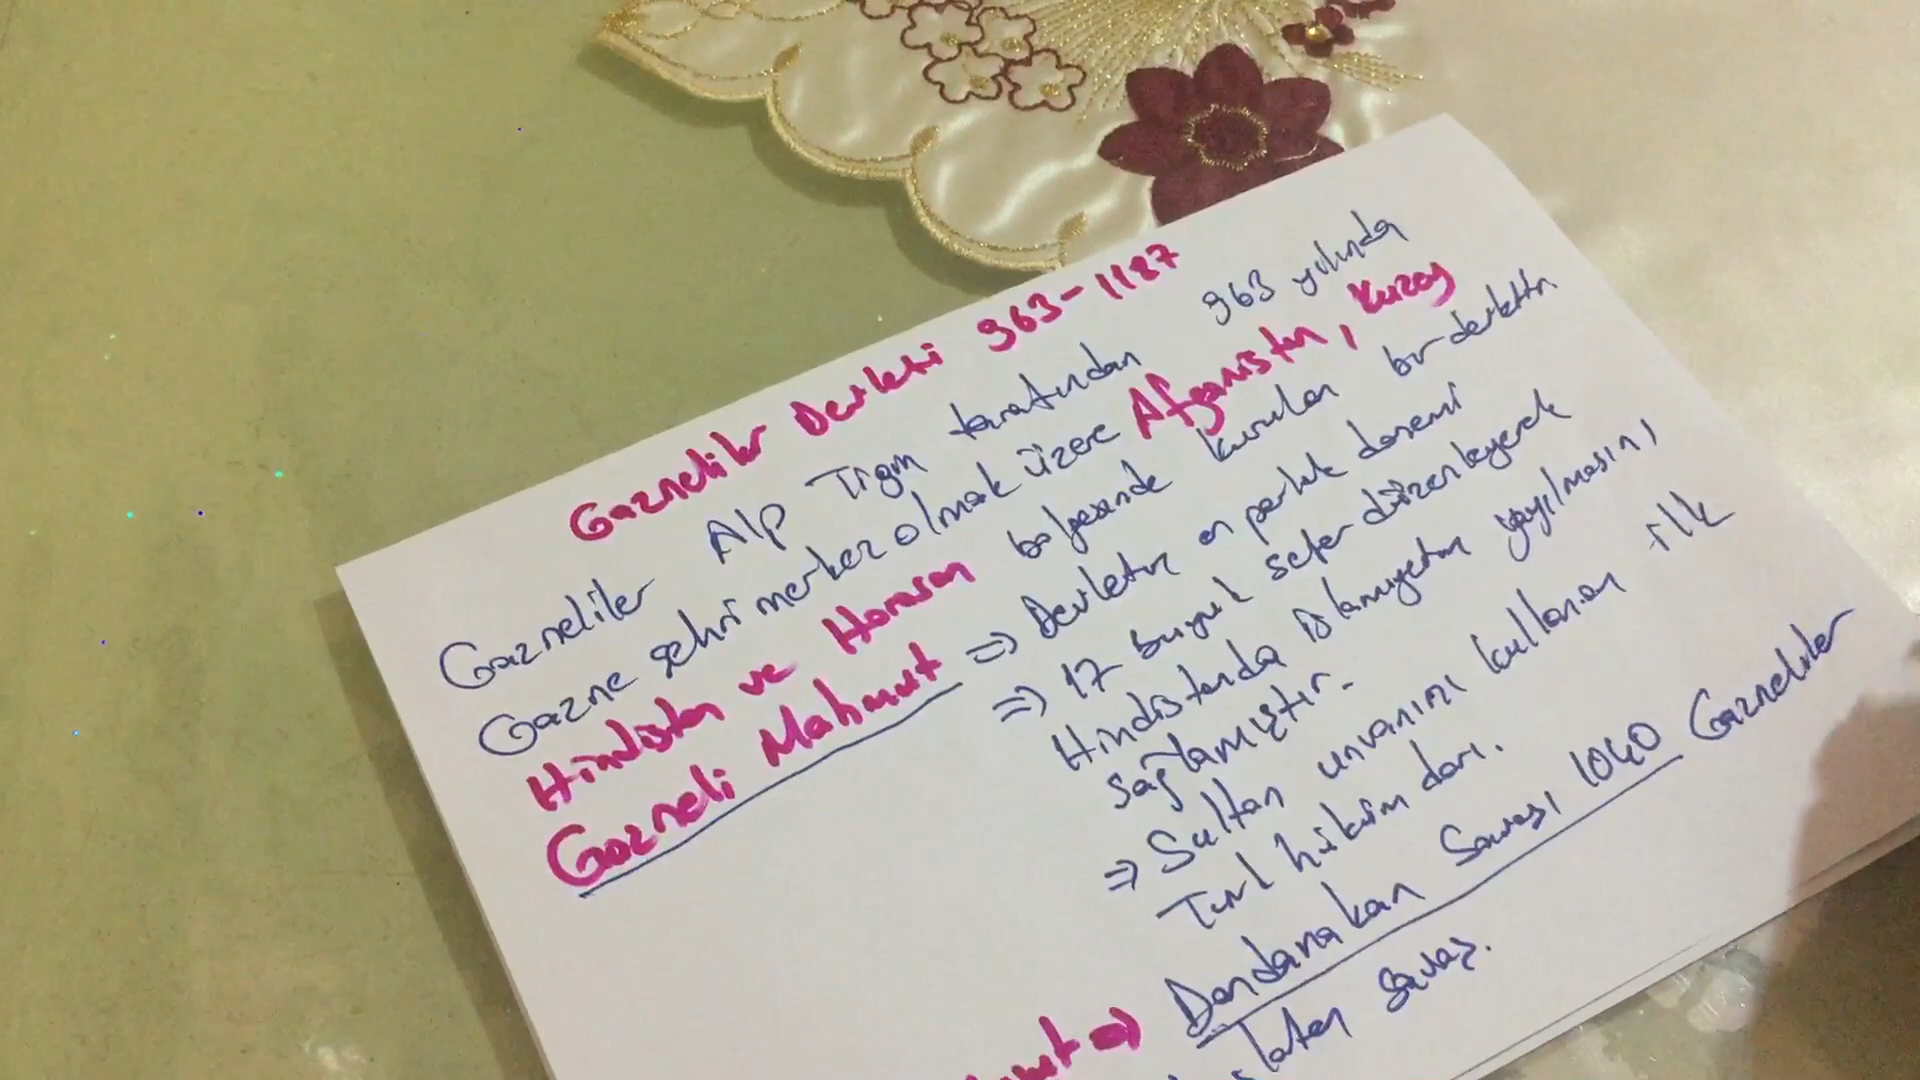 Gazneliler Devleti 963-1187
Gazneliler Alp Tigin tarafından 963 yılında
Gazne şehri merkez olmak üzere Afganistan, Kuzey
Hindistan ve Horasan bölgesinde kurulan bir devlettir
Gazneli Mahmut => Devletin en parlak dönemi
=> 17 büyük sefer düzenleyerek
Hindistanda İslamiyetin yayılmasını
sağlamıştır.
=> Sultan unvanını kullanan ilk
Türk hükümdarı.
=> Dandanakan Savaşı 1040 Gazneliler
savaş.